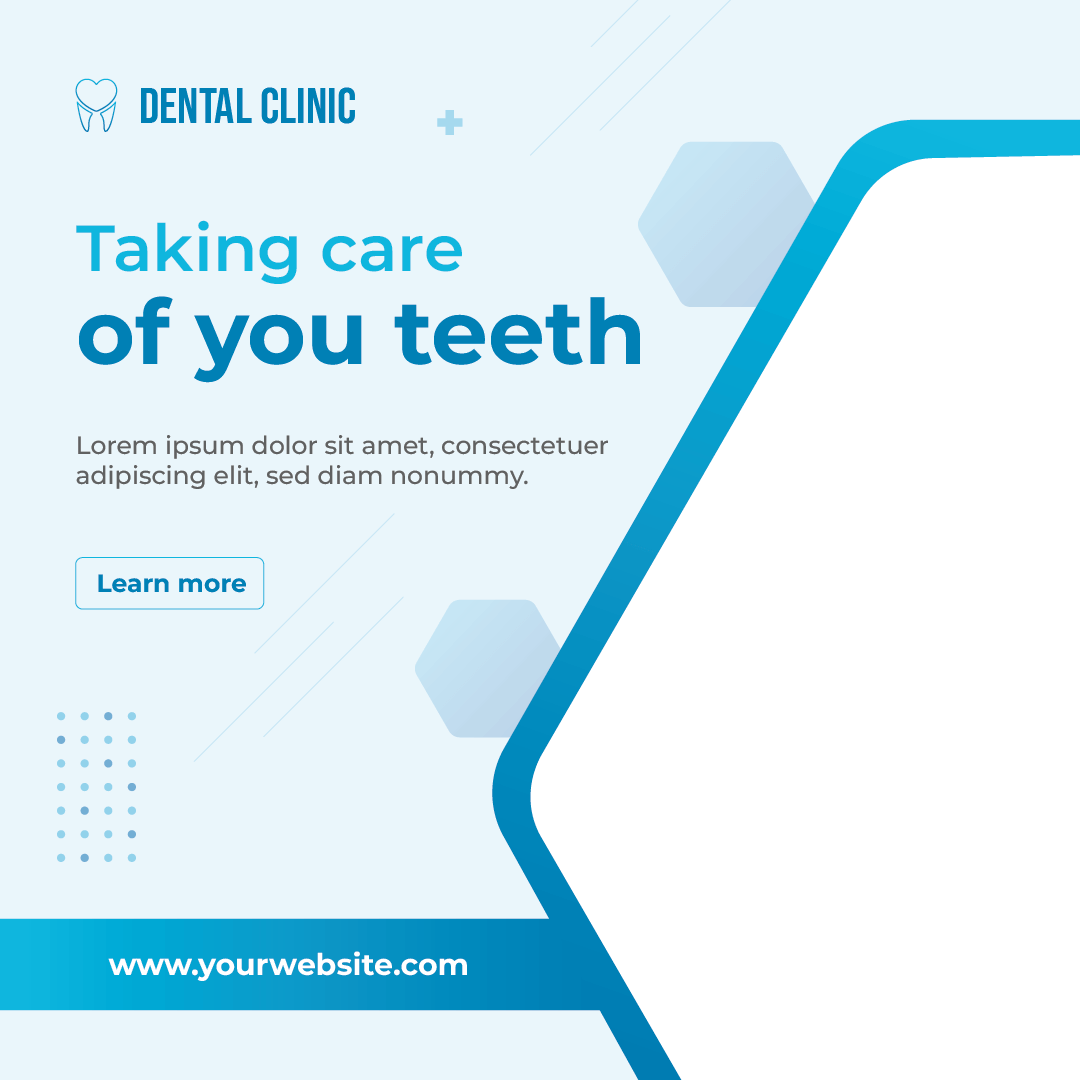 DENTAL CLINIC
Taking care
of you teeth
Lorem ipsum dolor sit amet, consectetuer
adipiscing elit, sed diam nonummy.
Learn more
www.yourwebsite.com